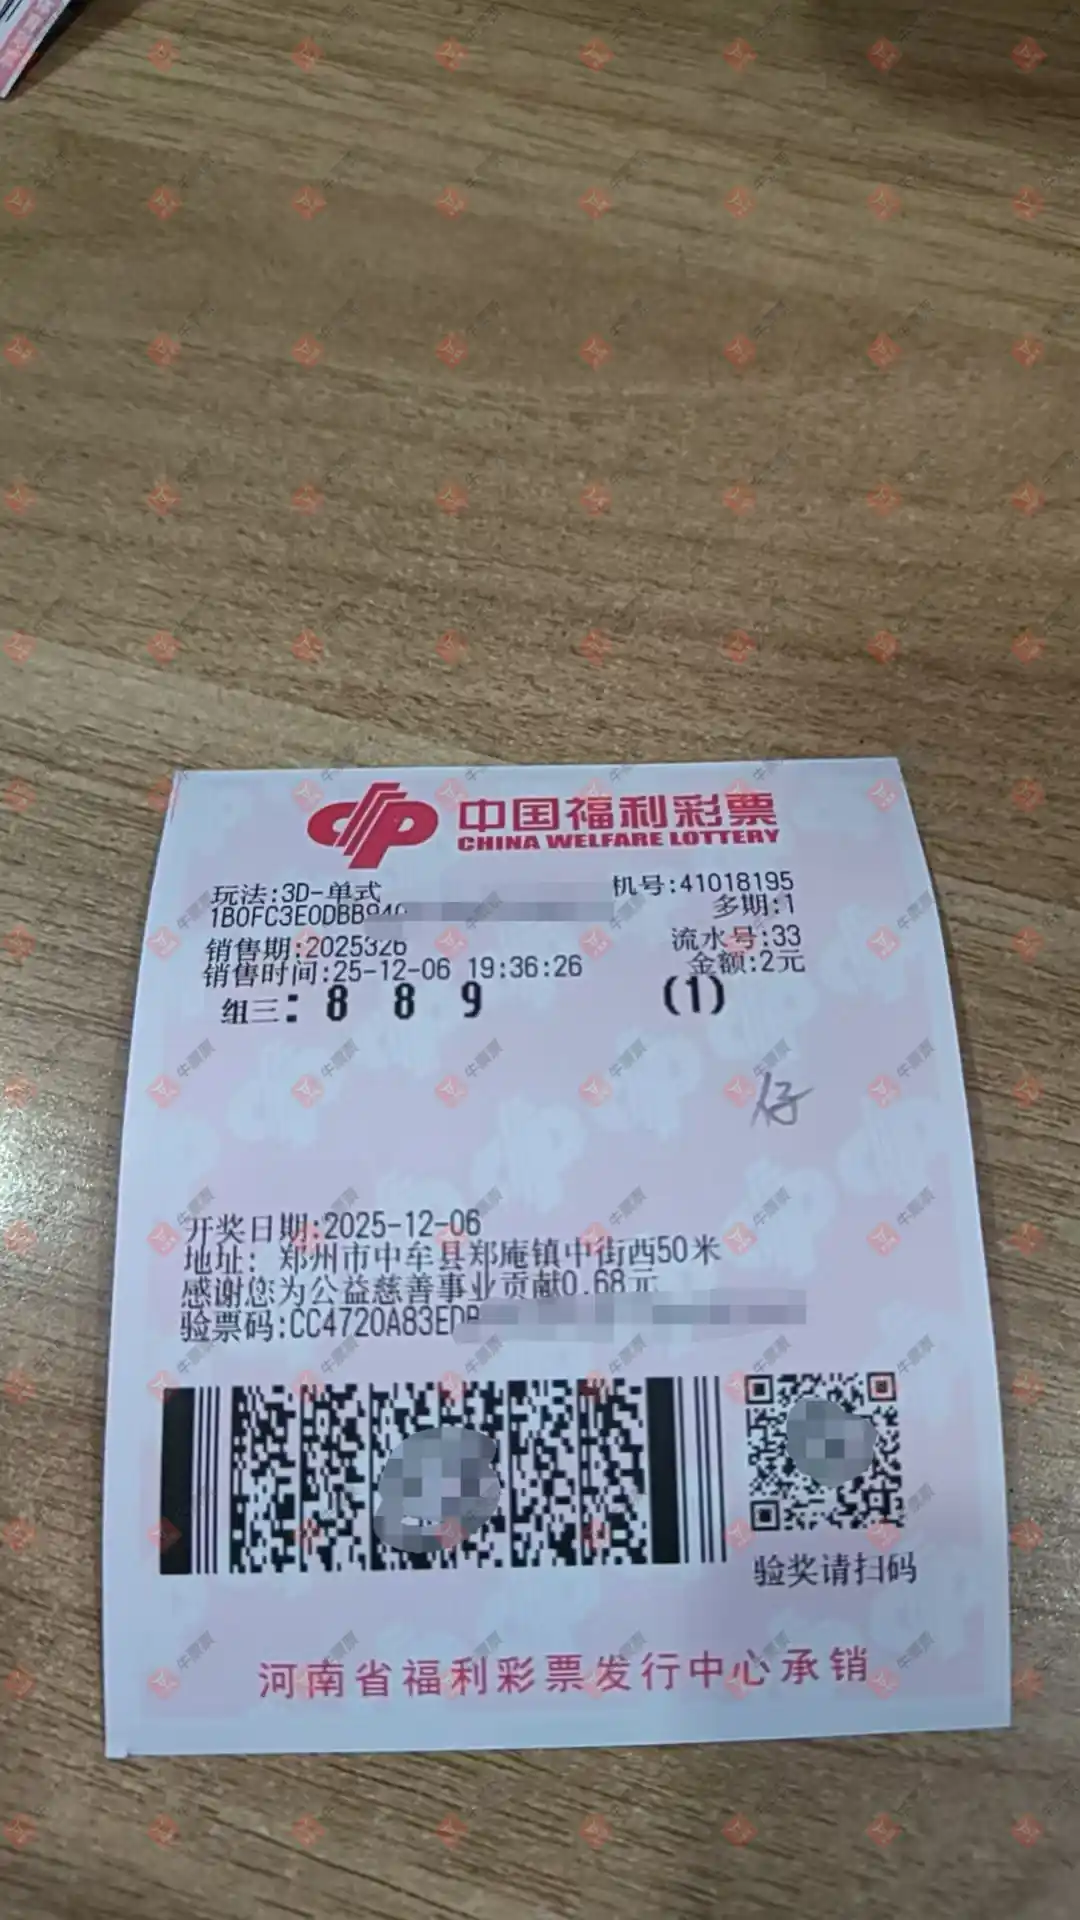 中国福利彩票
CHINA WELFARE LOTTERY
玩法:3D-单式 机号:41018195
1B0FC3E0DBB940 多期:1
销售期:2025326 流水号:33
销售时间:25-12-06 19:36:26 金额:2元
组三: 8 8 9 (1)
仔
开奖日期:2025-12-06
地址: 郑州市中牟县郑庵镇中街西50米
感谢您为公益慈善事业贡献0.68元
验票码:CC4720A83EDB
验奖请扫码
河南省福利彩票发行中心承销